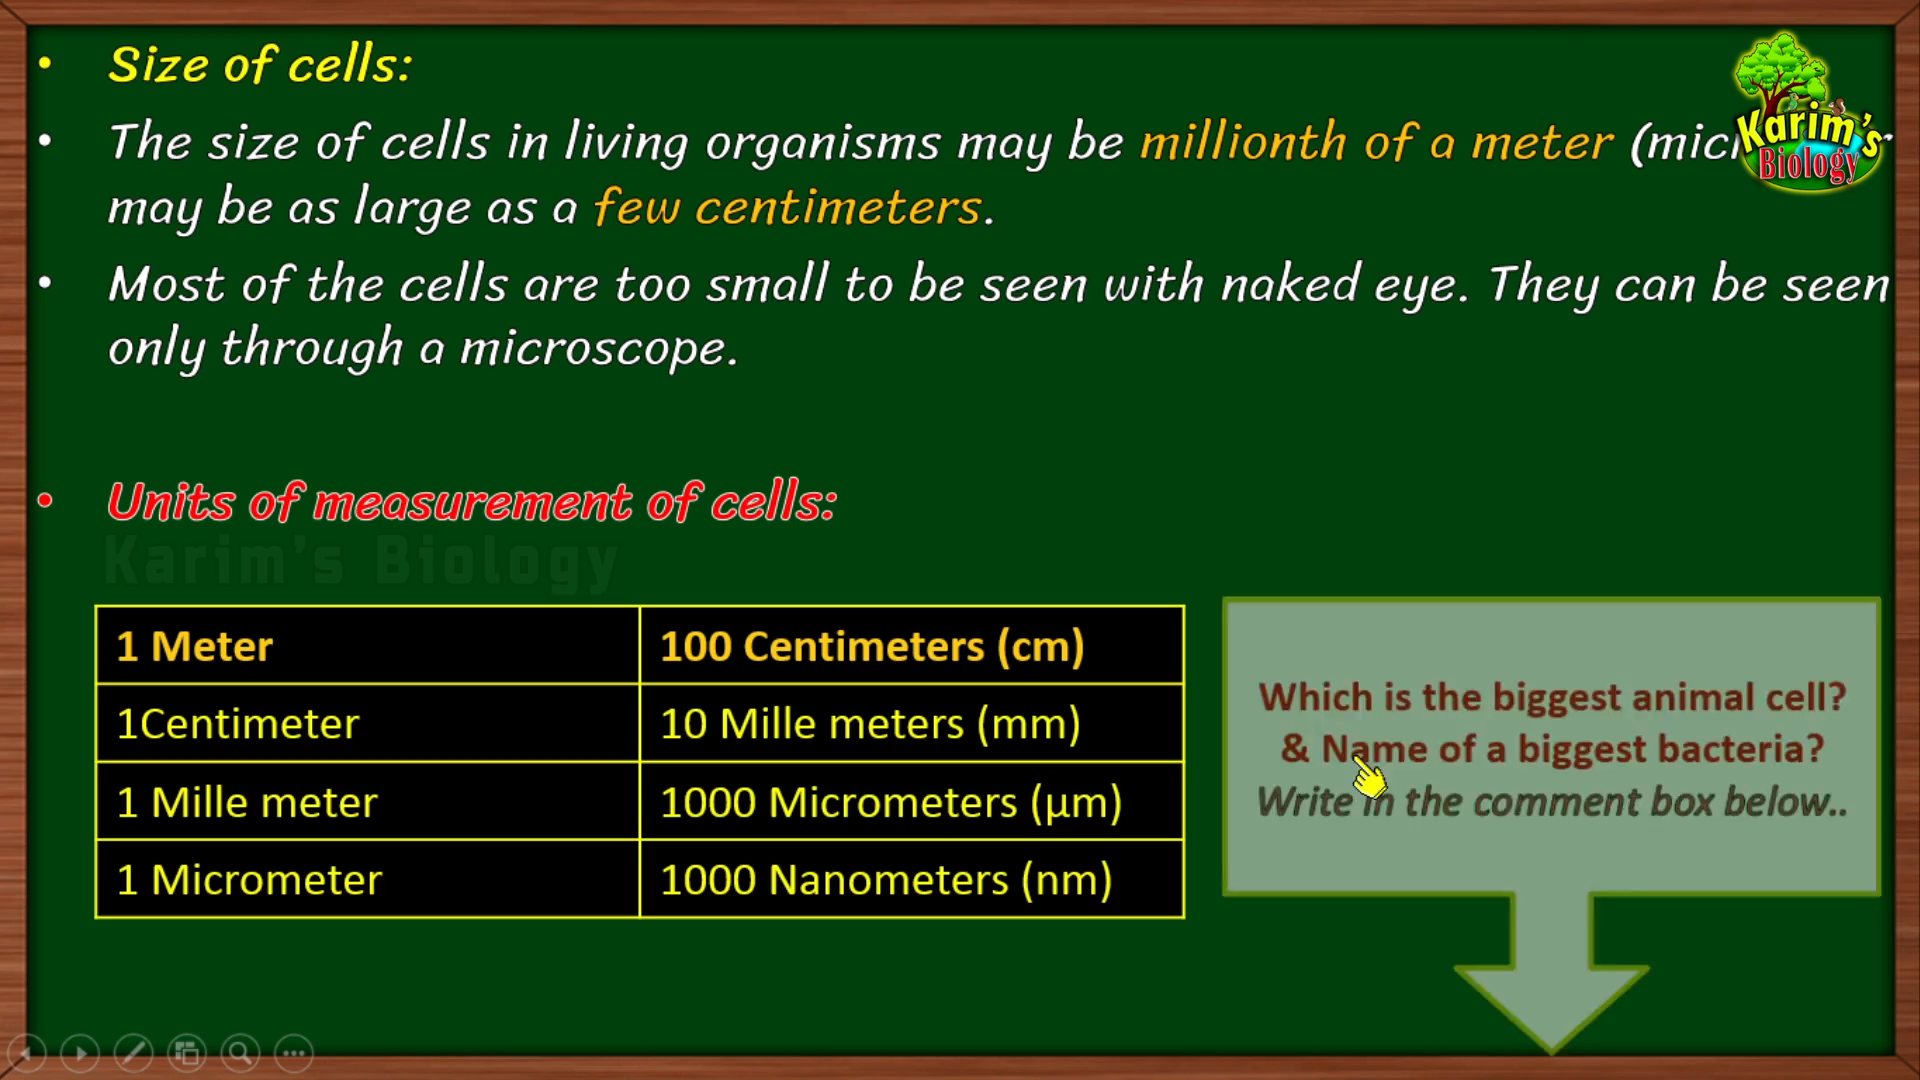 • Size of cells:
• The size of cells in living organisms may be millionth of a meter
may be as large as a few centimeters.
• Most of the cells are too small to be seen with naked eye. They can be seen
only through a microscope.
• Units of measurement of cells:
Karim's Biology
1 Meter 100 Centimeters (cm)
1Centimeter 10 Mille meters (mm)
1 Mille meter 1000 Micrometers (µm)
1 Micrometer 1000 Nanometers (nm)
Which is the biggest animal cell?
& Name of a biggest bacteria?
Write in the comment box below..
Karim's
Biology